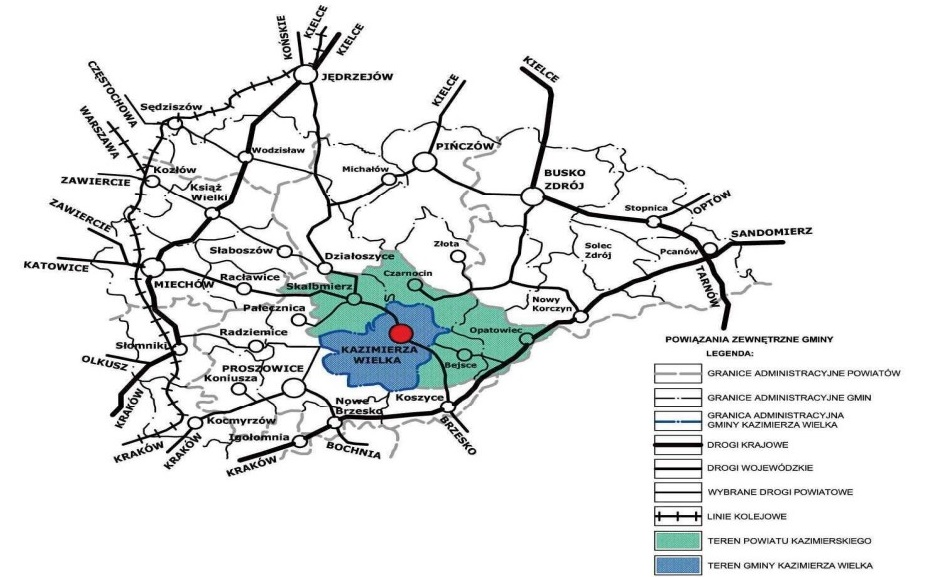 KOŃSKIE
KIELCE
KIELCE
JĘDRZEJÓW
KIELCE
KIELCE
CZĘSTOCHOWA
Sędziszów
WARSZAWA
Wodzisław
PIŃCZÓW
Kozłów
Michałów
ZAWIERCIE
Książ
Wielki
BUSKO
ZDRÓJ
Stopnica
OPTÓW
ZAWIERCIE
SANDOMIERZ
Słaboszów
Działoszyce
Złota
Solec
Zdrój
Pcanów
KATOWICE
MIECHÓW
Racławice
Skalbmierz
Czarnocin
TARNÓW
Nowy
Korczyn
Pałecznica
Radziemice
Opatowiec
Słomniki
KAZIMIERZA
WIELKA
Bejsce
OLKUSZ
PROSZOWICE
Koniusza
Koszyce
Nowe
Brzesko
KRAKÓW
Kocmyrzów
BRZESKO
Igołomnia
KRAKÓW
KRAKÓW
BOCHNIA
KRAKÓW
POWIĄZANIA ZEWNĘTRZNE GMINY
LEGENDA:
GRANICE ADMINISTRACYJNE POWIATÓW
GRANICE ADMINISTRACYJNE GMIN
GRANICA ADMINISTRACYJNA
GMINY KAZIMIERZA WIELKA
DROGI KRAJOWE
DROGI WOJEWÓDZKIE
WYBRANE DROGI POWIATOWE
LINIE KOLEJOWE
TEREN POWIATU KAZIMIERSKIEGO
TEREN GMINY KAZIMIERZA WIELKA